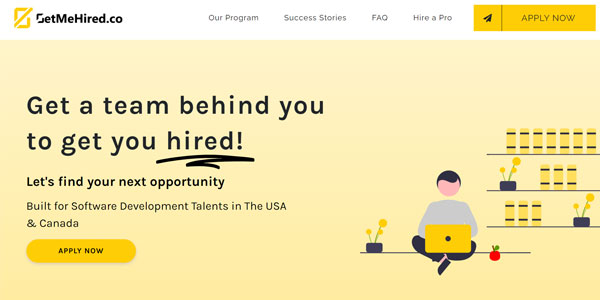 GetMeHired.co
Our Program
Success Stories
FAQ
Hire a Pro
APPLY NOW
Get a team behind you
to get you hired!
Let's find your next opportunity
Built for Software Development Talents in The USA
& Canada
APPLY NOW